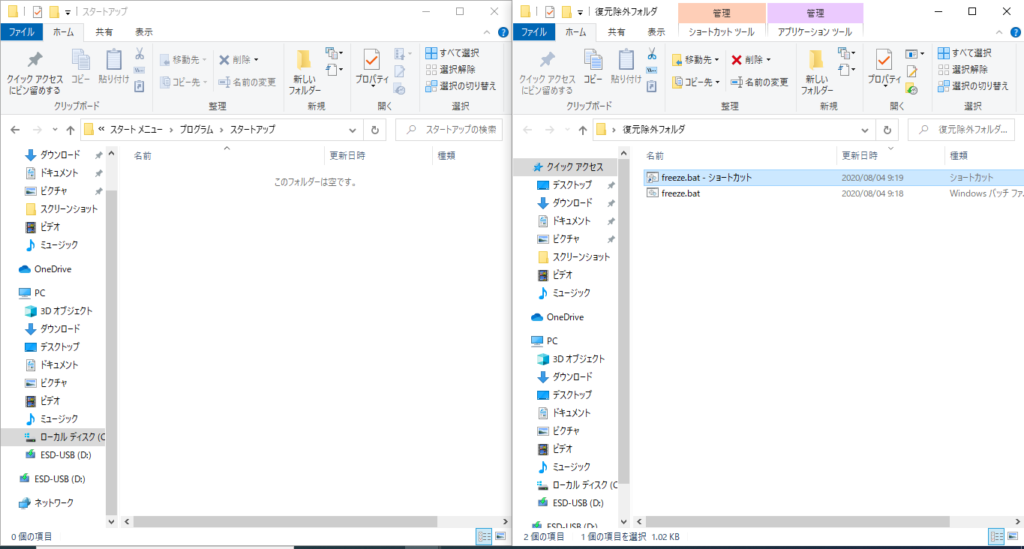 スタートアップ
ファイル ホーム 共有 表示
クイック アクセス
にピン留めする
コピー
貼り付け
クリップボード
移動先
コピー先
削除
名前の変更
整理
新しい
フォルダー
新規
プロパティ
開く
すべて選択
選択解除
選択の切り替え
選択
« スタート メニュー › プログラム › スタートアップ
スタートアップの検索
ダウンロード
ドキュメント
ピクチャ
スクリーンショット
ビデオ
ミュージック
OneDrive
PC
3D オブジェクト
ダウンロード
デスクトップ
ドキュメント
ピクチャ
ビデオ
ミュージック
ローカル ディスク (C
ESD-USB (D:)
ESD-USB (D:)
ネットワーク
名前 更新日時 種類
このフォルダーは空です。
0 個の項目
復元除外フォルダ
管理 管理
ファイル ホーム 共有 表示 ショートカット ツール アプリケーション ツール
クイック アクセス
にピン留めする
コピー
貼り付け
クリップボード
移動先
コピー先
削除
名前の変更
整理
新しい
フォルダー
新規
プロパティ
開く
すべて選択
選択解除
選択の切り替え
選択
› 復元除外フォルダ
復元除外フォルダ...
クイック アクセス
デスクトップ
ダウンロード
ドキュメント
ピクチャ
スクリーンショット
ビデオ
ミュージック
OneDrive
PC
3D オブジェクト
ダウンロード
デスクトップ
ドキュメント
ピクチャ
ビデオ
ミュージック
ローカル ディスク (C
ESD-USB (D:)
ESD-USB (D:)
名前 更新日時 種類
freeze.bat - ショートカット 2020/08/04 9:19 ショートカット
freeze.bat 2020/08/04 9:18 Windows バッチ ファ
2 個の項目 1 個の項目を選択 1.02 KB